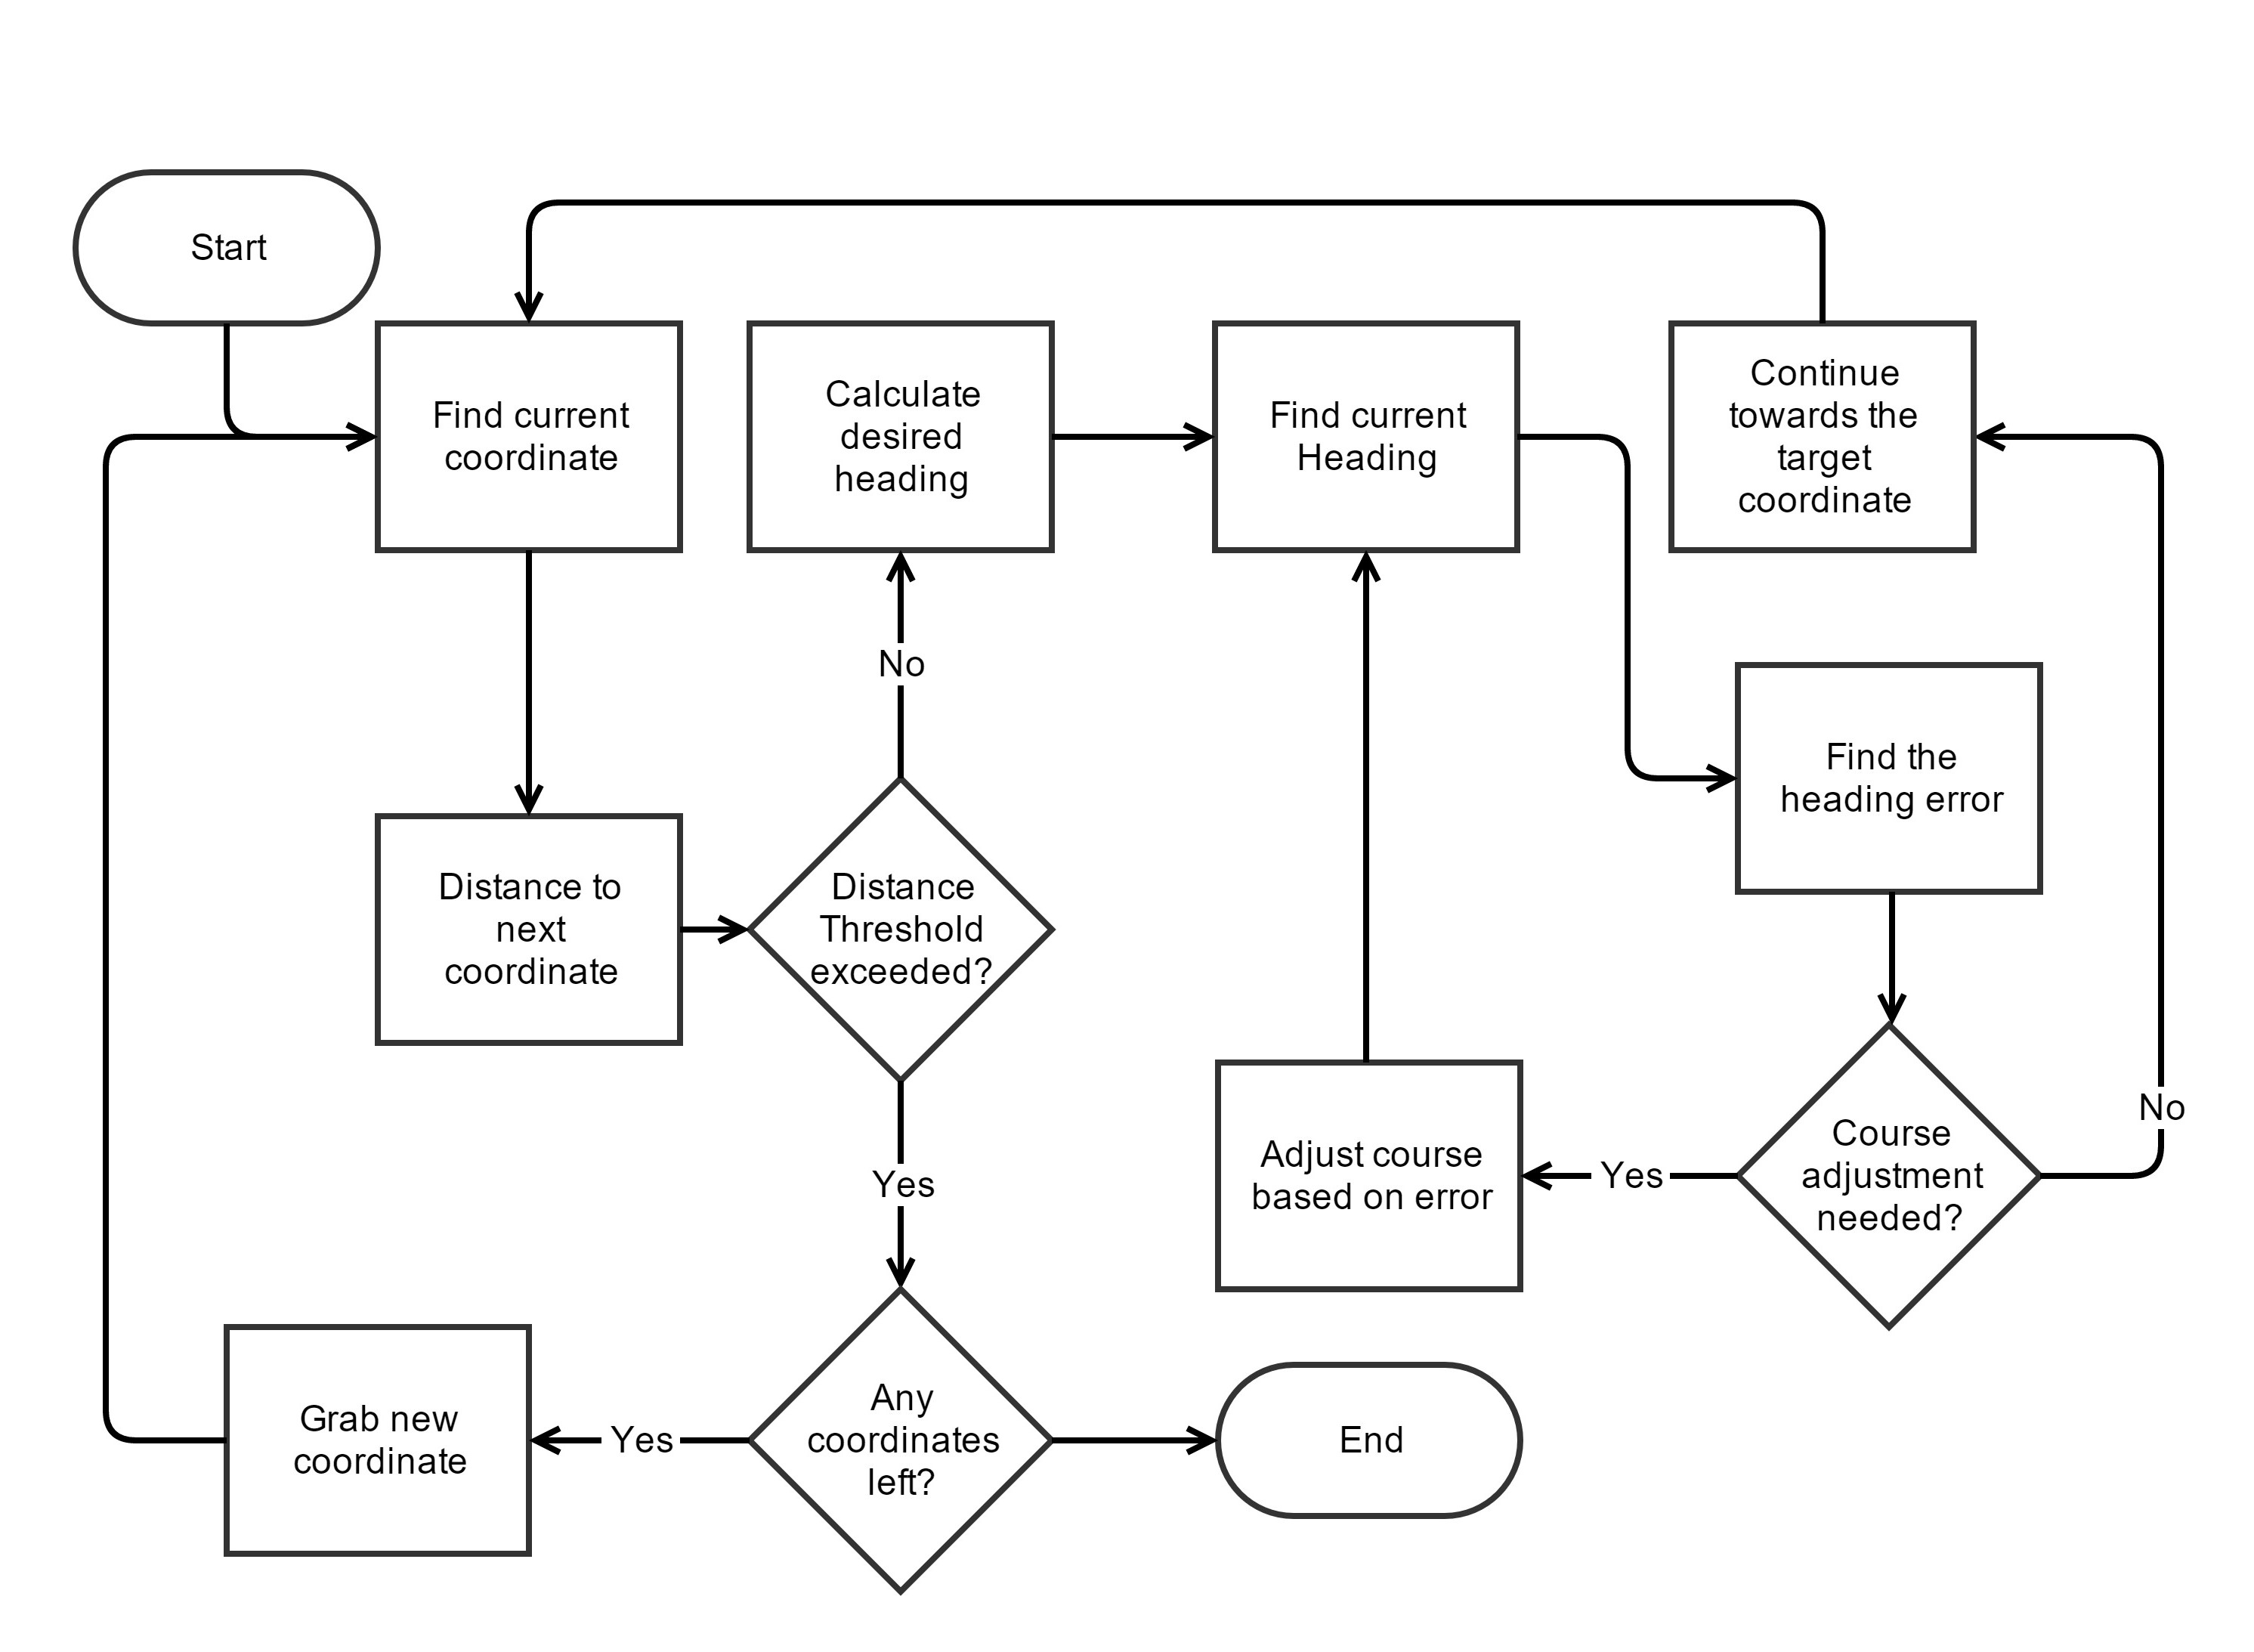 Start
Find current
coordinate
Calculate
desired
heading
Find current
Heading
Continue
towards the
target
coordinate
No
Find the
heading error
Distance to
next
coordinate
Distance
Threshold
exceeded?
No
Adjust course
based on error
Yes
Course
adjustment
needed?
Yes
Grab new
coordinate
Yes
Any
coordinates
left?
End